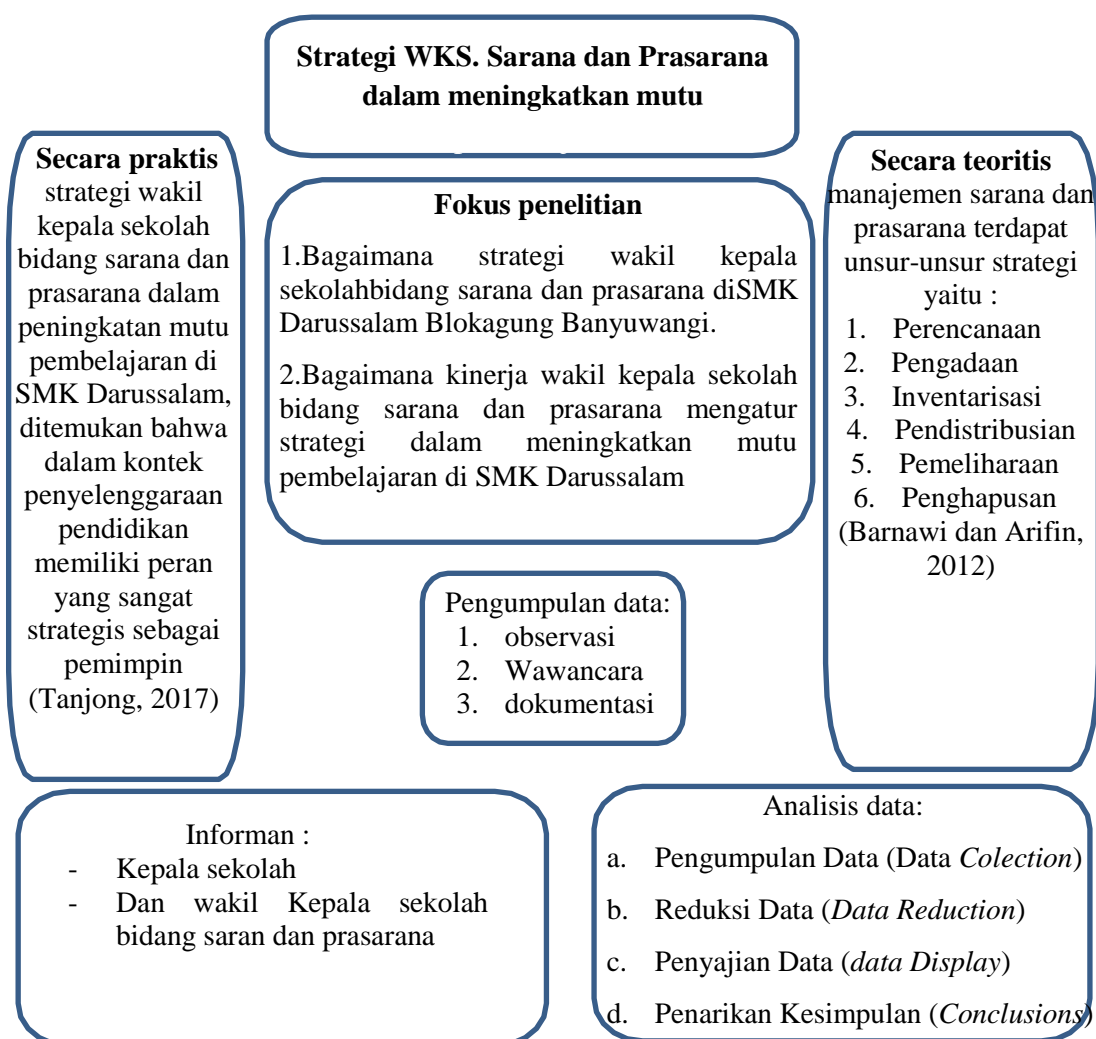 Strategi WKS. Sarana dan Prasarana
dalam meningkatkan mutu
Secara praktis
strategi wakil
kepala sekolah
bidang sarana dan
prasarana dalam
peningkatan mutu
pembelajaran di
SMK Darussalam,
ditemukan bahwa
dalam kontek
penyelenggaraan
pendidikan
memiliki peran
yang sangat
strategis sebagai
pemimpin
(Tanjong, 2017)
Fokus penelitian
1.Bagaimana strategi wakil kepala
sekolahbidang sarana dan prasarana diSMK
Darussalam Blokagung Banyuwangi.
2.Bagaimana kinerja wakil kepala sekolah
bidang sarana dan prasarana mengatur
strategi dalam meningkatkan mutu
pembelajaran di SMK Darussalam
Secara teoritis
manajemen sarana dan
prasarana terdapat
unsur-unsur strategi
yaitu :
1. Perencanaan
2. Pengadaan
3. Inventarisasi
4. Pendistribusian
5. Pemeliharaan
6. Penghapusan
(Barnawi dan Arifin,
2012)
Pengumpulan data:
1. observasi
2. Wawancara
3. dokumentasi
Informan :
- Kepala sekolah
- Dan wakil Kepala sekolah
bidang saran dan prasarana
Analisis data:
a. Pengumpulan Data (Data Colection)
b. Reduksi Data (Data Reduction)
c. Penyajian Data (data Display)
d. Penarikan Kesimpulan (Conclusions)